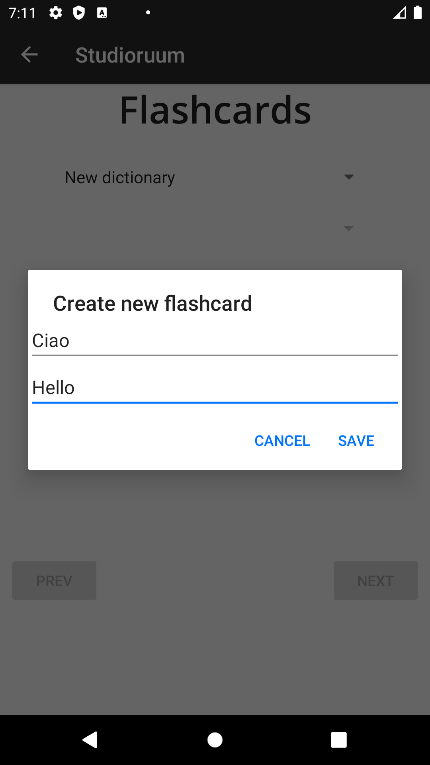 7:11
Studioruum
Flashcards
New dictionary
Create new flashcard
Ciao
Hello
CANCEL SAVE
PREV NEXT